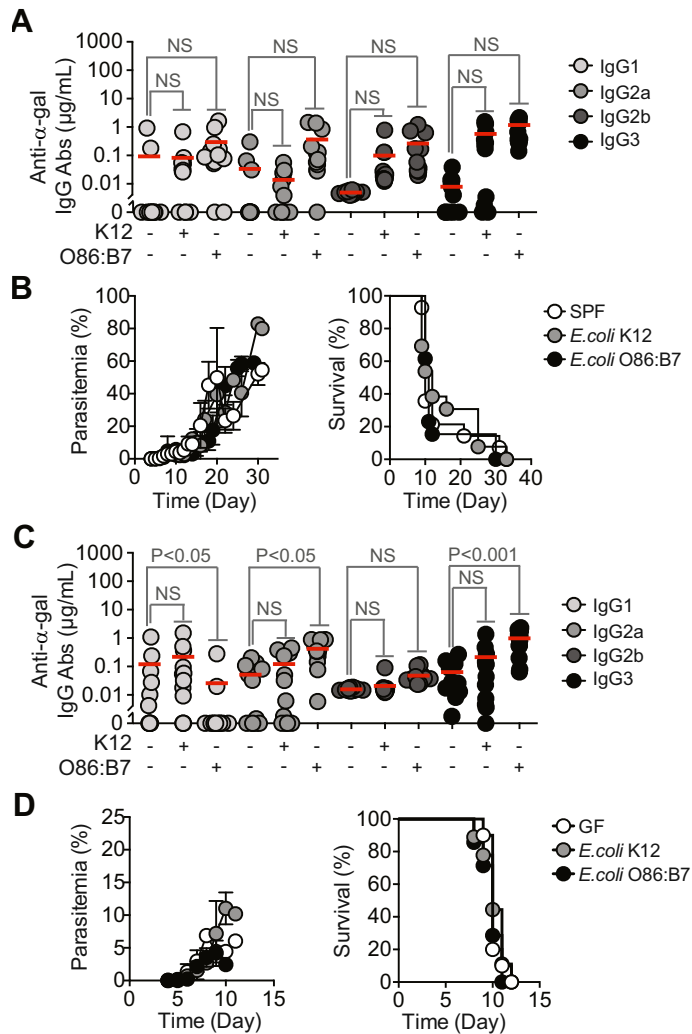 A
Anti-α-gal
IgG Abs (μg/mL)
1000
100
10
1
0.1
0.01
0
NS NS NS NS
NS NS NS NS
IgG1
IgG2a
IgG2b
IgG3
K12 - + - - + - - + - - + -
O86:B7 - - + - - + - - + - - +
B
Parasitemia (%)
100
80
60
40
20
0
0 10 20 30
Time (Day)
Survival (%)
100
80
60
40
20
0
0 10 20 30 40
Time (Day)
SPF
E.coli K12
E.coli O86:B7
C
Anti-α-gal
IgG Abs (μg/mL)
1000
100
10
1
0.1
0.01
0
P<0.05 P<0.05 NS P<0.001
NS NS NS NS
IgG1
IgG2a
IgG2b
IgG3
K12 - + - - + - - + - - + -
O86:B7 - - + - - + - - + - - +
D
Parasitemia (%)
25
20
15
10
5
0
0 5 10 15
Time (Day)
Survival (%)
100
80
60
40
20
0
0 5 10 15
Time (Day)
GF
E.coli K12
E.coli O86:B7